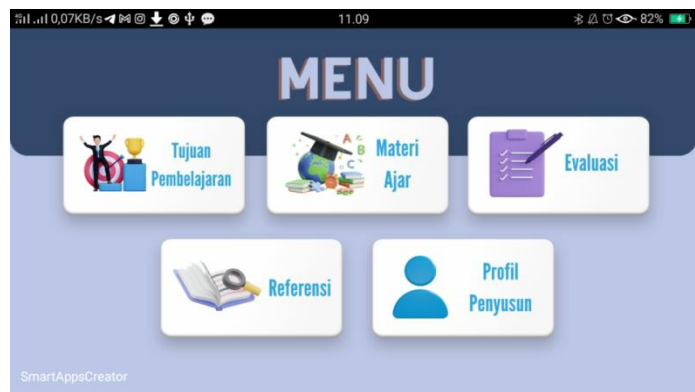 0,07KB/s 11.09 82%
MENU
Tujuan
Pembelajaran
Materi
Ajar
A B C
Evaluasi
Referensi
Profil
Penyusun
SmartAppsCreator